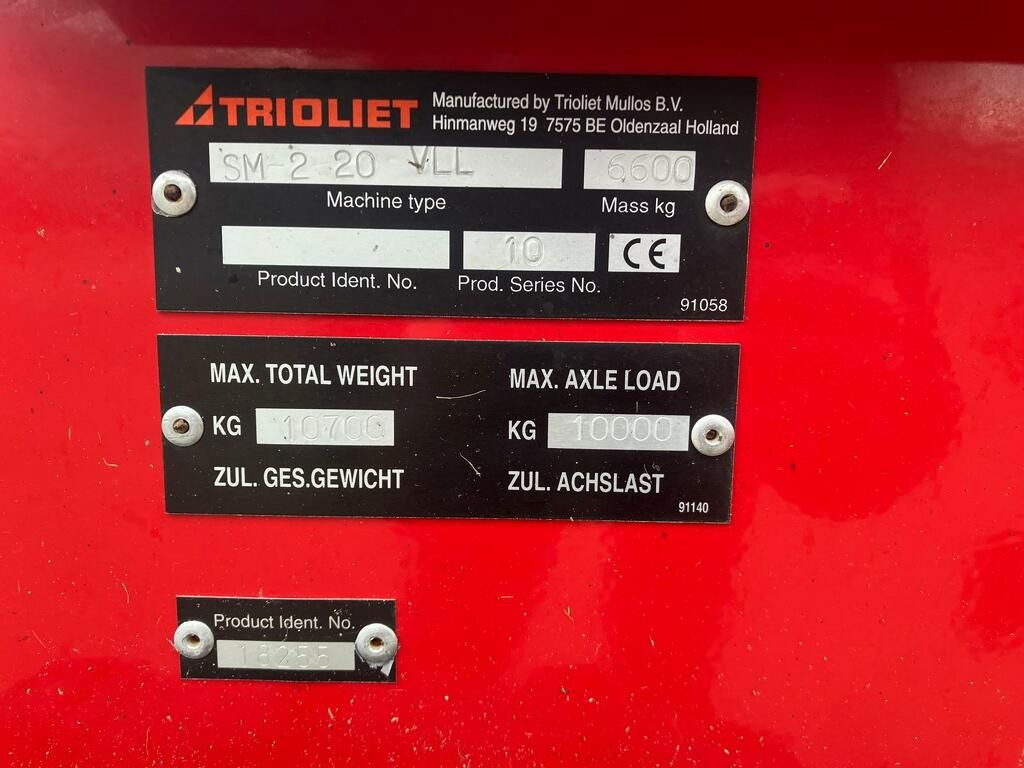 TRIOLIET
Manufactured by Trioliet Mullos B.V.
Hinmanweg 19 7575 BE Oldenzaal Holland
SM-2 20 VLL
6600
Machine type
Mass kg
10
CE
Product Ident. No.
Prod. Series No.
91058
MAX. TOTAL WEIGHT
MAX. AXLE LOAD
KG 10700
KG 10000
ZUL. GES.GEWICHT
ZUL. ACHSLAST
91140
Product Ident. No.
18255